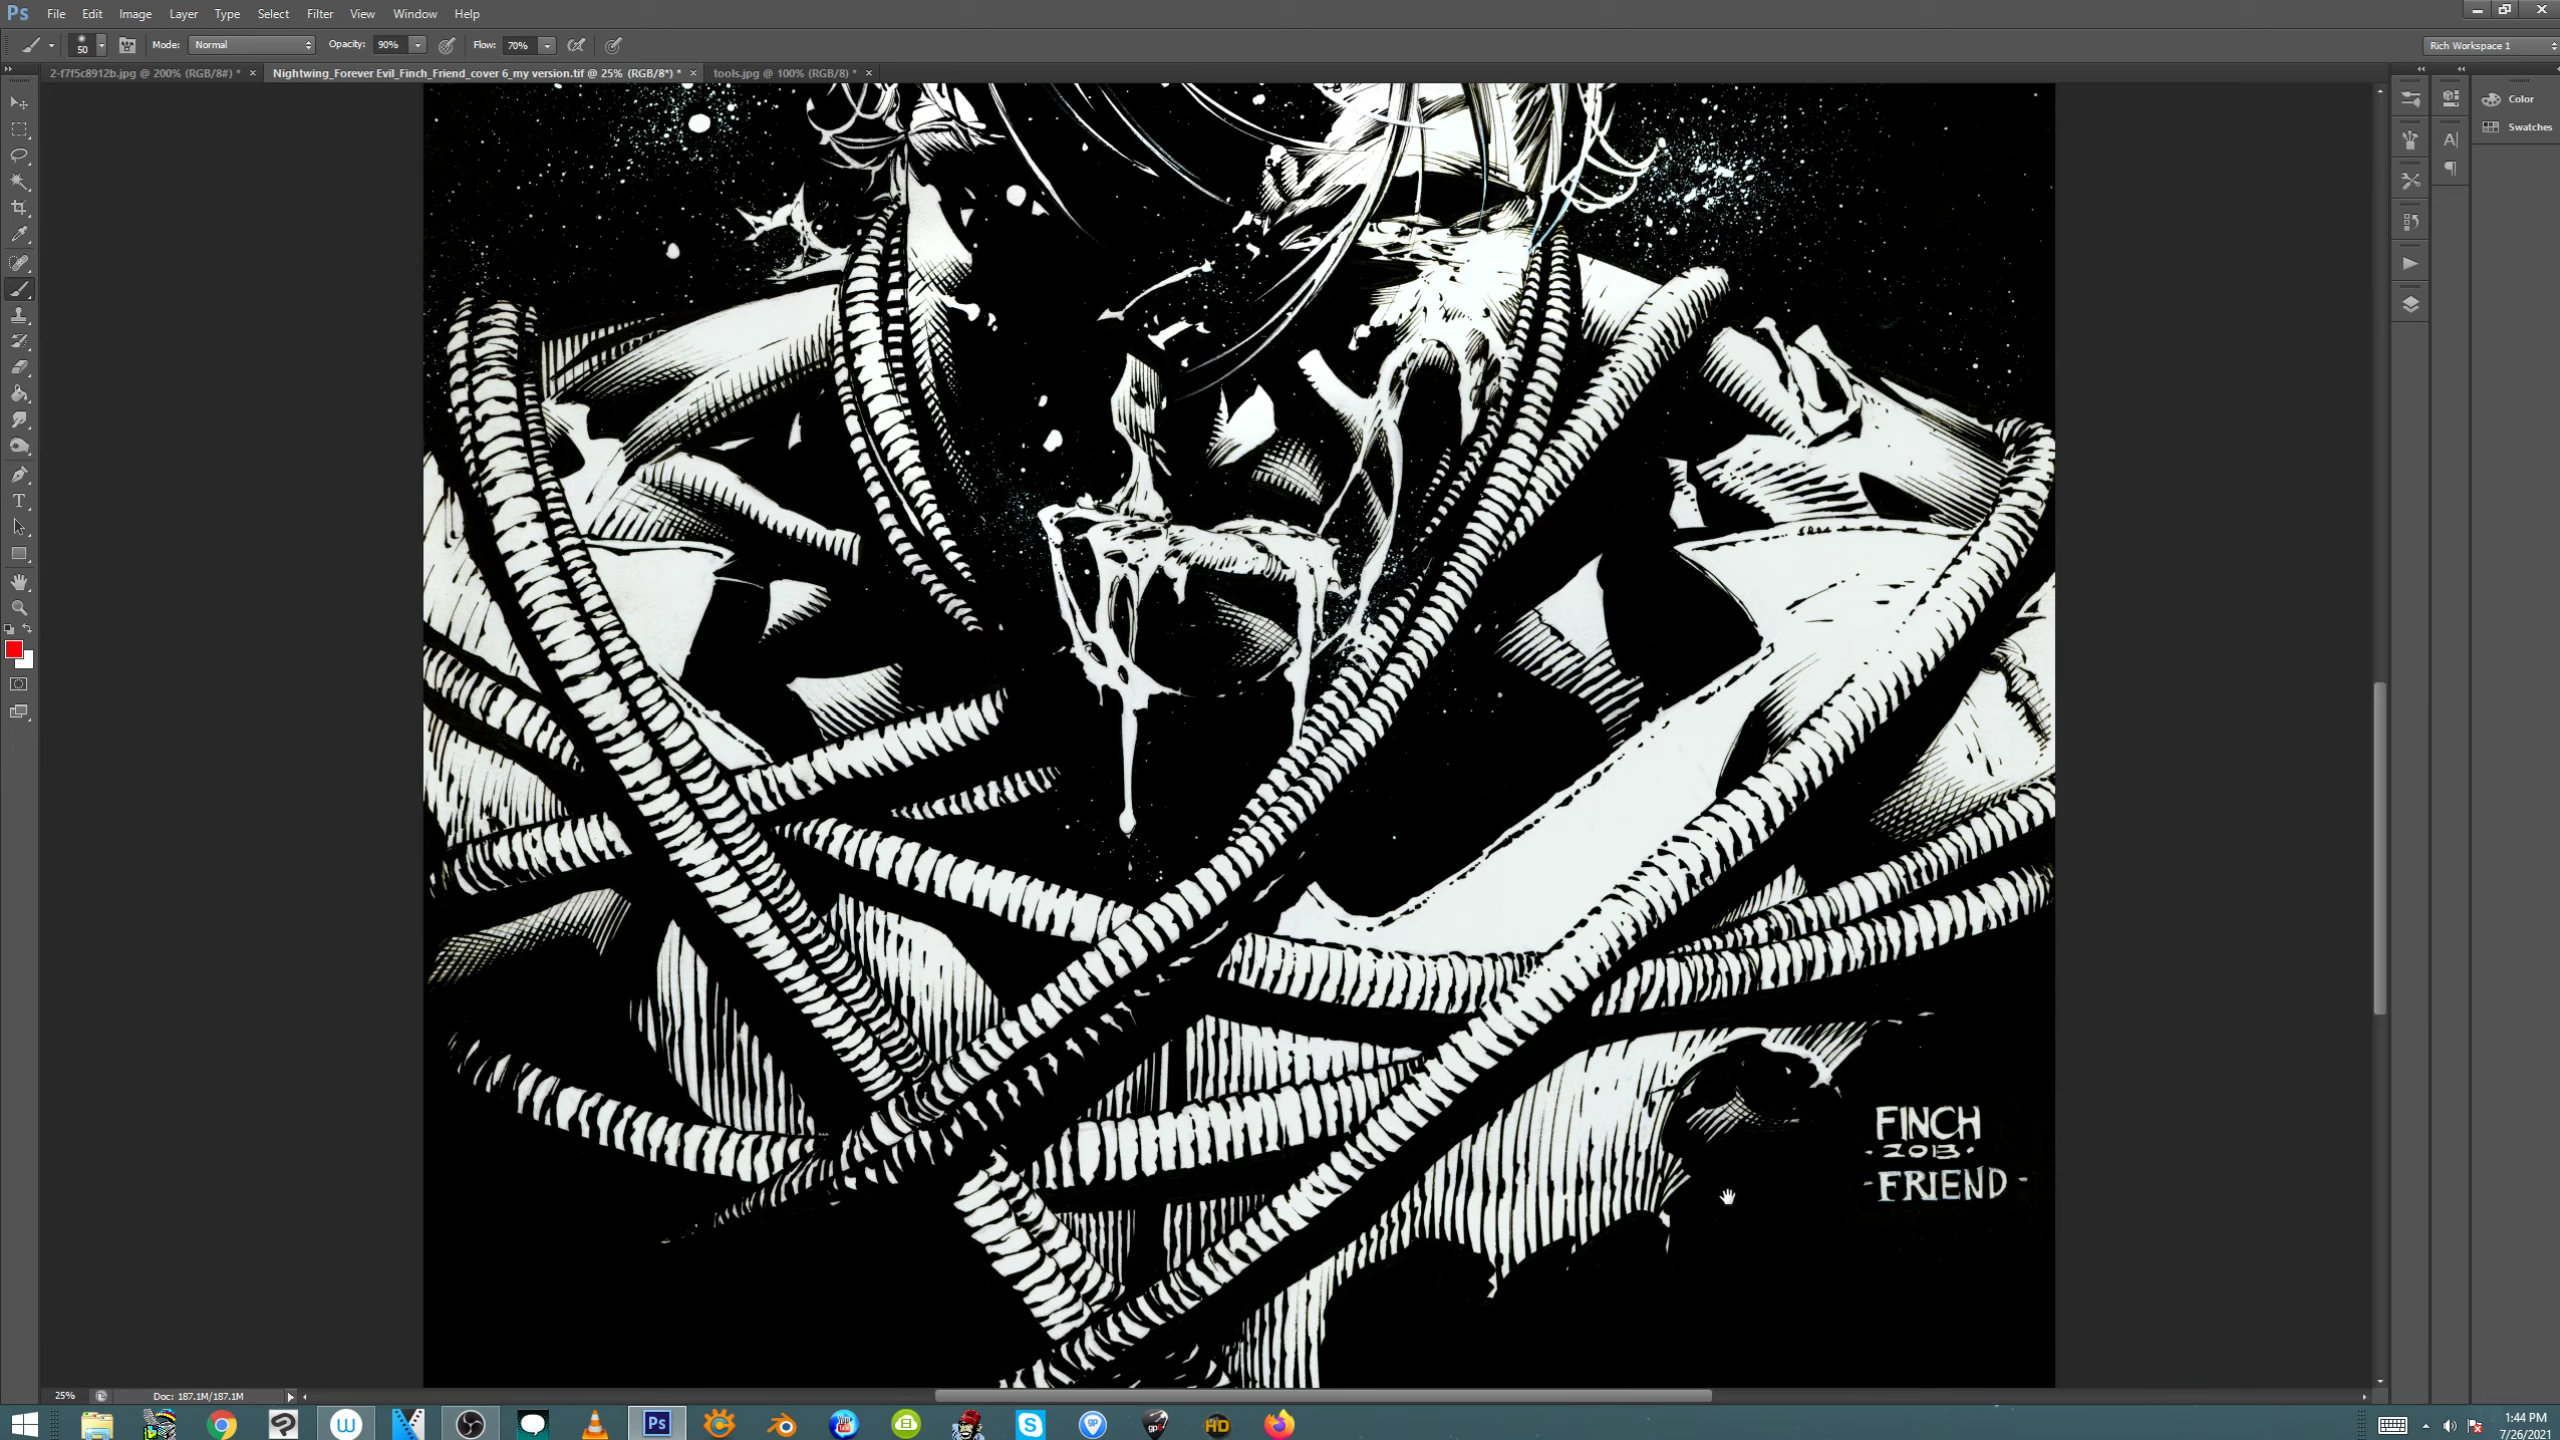 Ps File Edit Image Layer Type Select Filter View Window Help
50 Mode: Normal Opacity: 90% Flow: 70% Rich Workspace 1
2-f7f5c8912b.jpg @ 200% (RGB/8#) * × Nightwing_Forever Evil_Finch_Friend_cover 6_my version.tif @ 25% (RGB/8*) * × tools.jpg @ 100% (RGB/8) * ×
Color
Swatches
FINCH
·2013·
-FRIEND-
25% Doc: 187.1M/187.1M
1:44 PM
7/26/2021